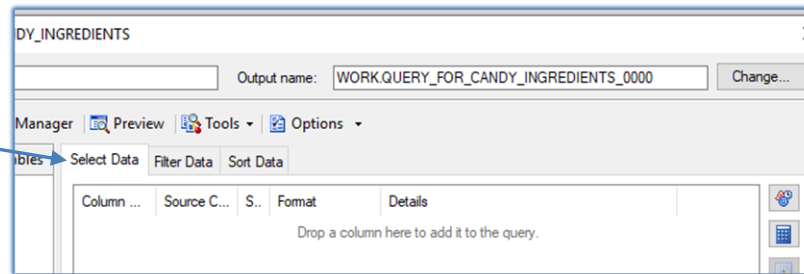 DY_INGREDIENTS
Output name: WORK.QUERY_FOR_CANDY_INGREDIENTS_0000 Change...
Manager Preview Tools Options
bles Select Data Filter Data Sort Data
Column ... Source C... S.. Format Details
Drop a column here to add it to the query.